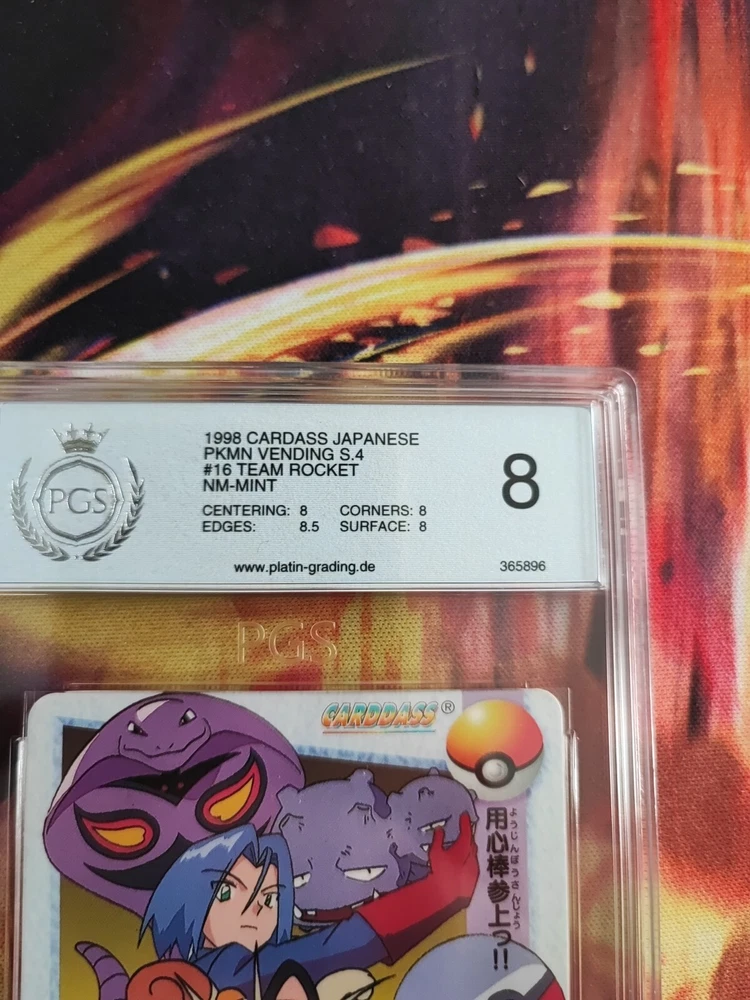 1998 CARDASS JAPANESE
PKMN VENDING S.4
#16 TEAM ROCKET
NM-MINT
CENTERING: 8 CORNERS: 8
EDGES: 8.5 SURFACE: 8
8
PGS
www.platin-grading.de
365896
PGS
CARDDASS®
用心棒参上っ!!
ようじんぼうさんじょう